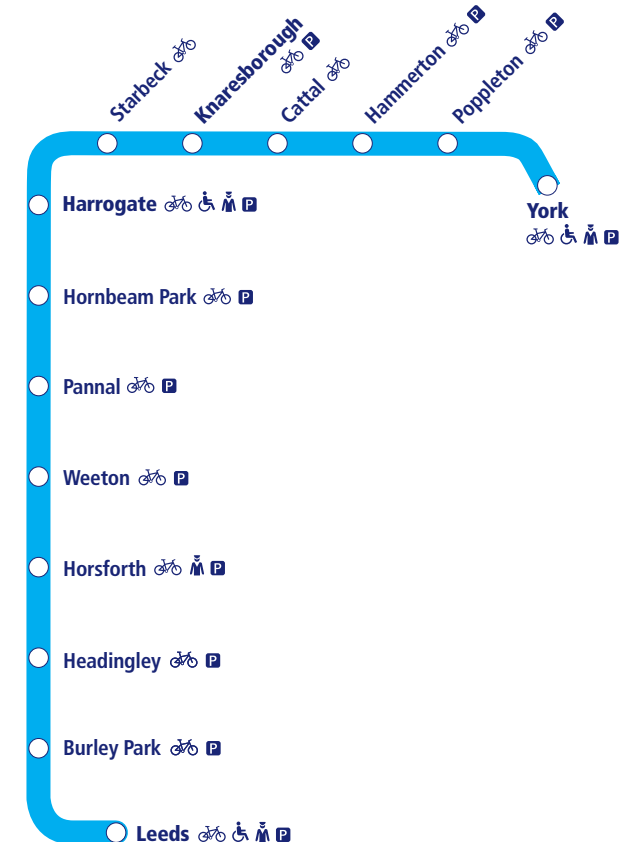 Starbeck
Knaresborough P
Cattal
Hammerton P
Poppleton P
York
P
Harrogate P
Hornbeam Park P
Pannal P
Weeton P
Horsforth P
Headingley P
Burley Park P
Leeds P